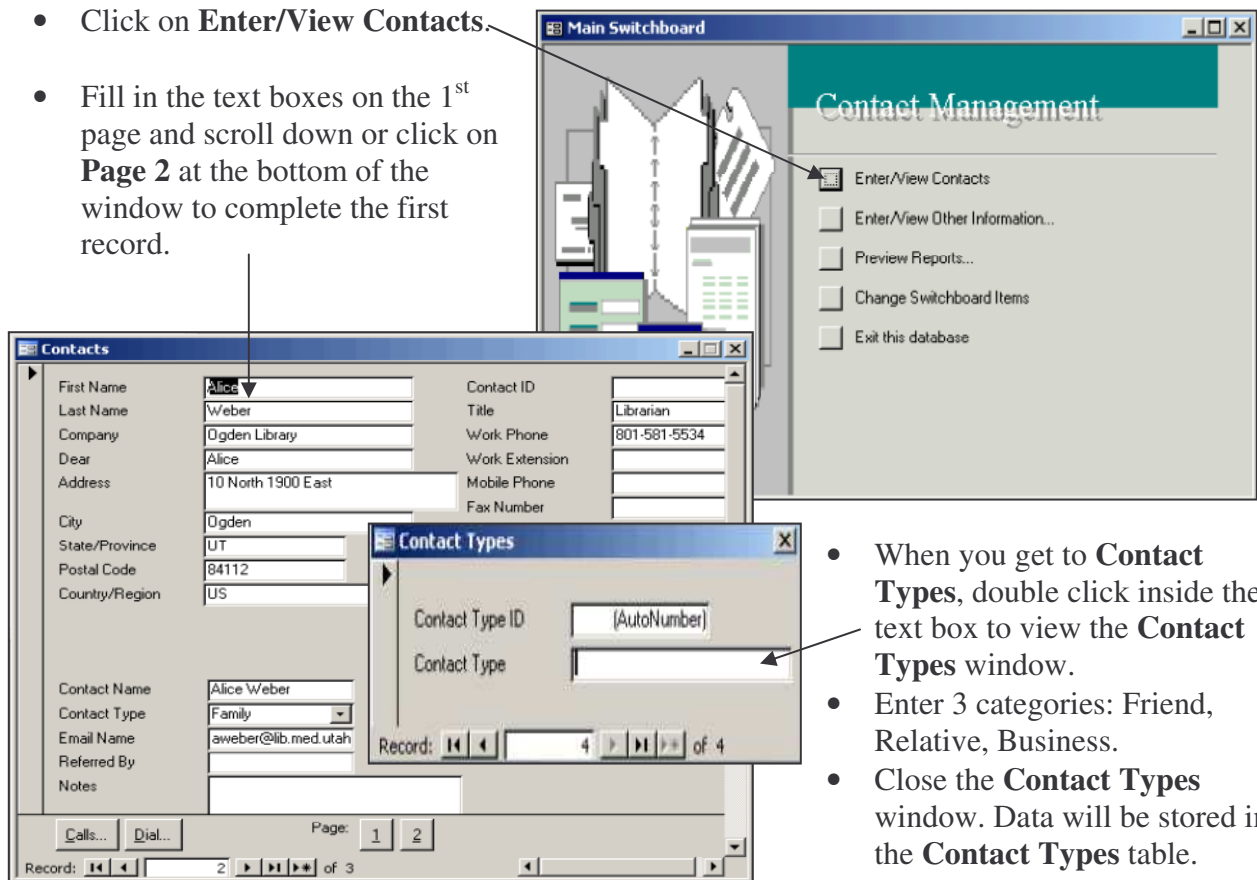 • Click on Enter/View Contacts.
• Fill in the text boxes on the 1st
page and scroll down or click on
Page 2 at the bottom of the
window to complete the first
record.
Main Switchboard
Contact Management
Enter/View Contacts
Enter/View Other Information...
Preview Reports...
Change Switchboard Items
Exit this database
Contacts
First Name Alice Contact ID
Last Name Weber Title Librarian
Company Ogden Library Work Phone 801-581-5534
Dear Alice Work Extension
Address 10 North 1900 East Mobile Phone
Fax Number
City Ogden
State/Province UT
Postal Code 84112
Country/Region US
Contact Name Alice Weber
Contact Type Family
Email Name aweber@lib.med.utah
Referred By
Notes
Calls... Dial... Page: 1 2
Record: 2 of 3
Contact Types
Contact Type ID (AutoNumber)
Contact Type
Record: 4 of 4
• When you get to Contact
Types, double click inside the
text box to view the Contact
Types window.
• Enter 3 categories: Friend,
Relative, Business.
• Close the Contact Types
window. Data will be stored in
the Contact Types table.